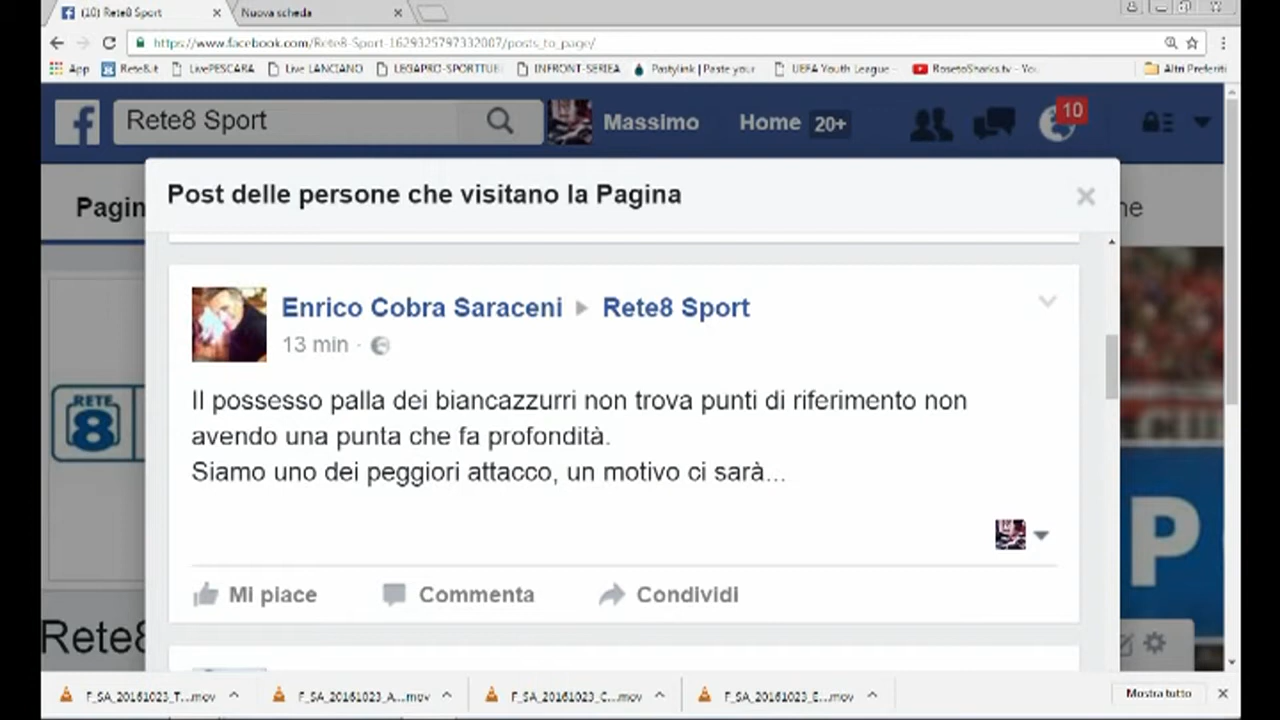 (10) Rete8 Sport
Nuova scheda
https://www.facebook.com/Rete8-Sport-1629325797332007/posts_to_page/
App
Rete8.it
LivePESCARA
Live LANCIANO
LEGAPRO-SPORTTUBE
INFRONT-SERIEA
Pastylink | Paste your
UEFA Youth League -
RosetoSharks.tv - You
Altri Preferiti
Rete8 Sport
Massimo
Home 20+
10
Pagin
ne
Post delle persone che visitano la Pagina
Enrico Cobra Saraceni
Rete8 Sport
13 min
Il possesso palla dei biancazzurri non trova punti di riferimento non
avendo una punta che fa profondità.
Siamo uno dei peggiori attacco, un motivo ci sarà...
Mi piace
Commenta
Condividi
RETE
8
P
Rete8
F_SA_20161023_T....mov
F_SA_20161023_A....mov
F_SA_20161023_C....mov
F_SA_20161023_E....mov
Mostra tutto